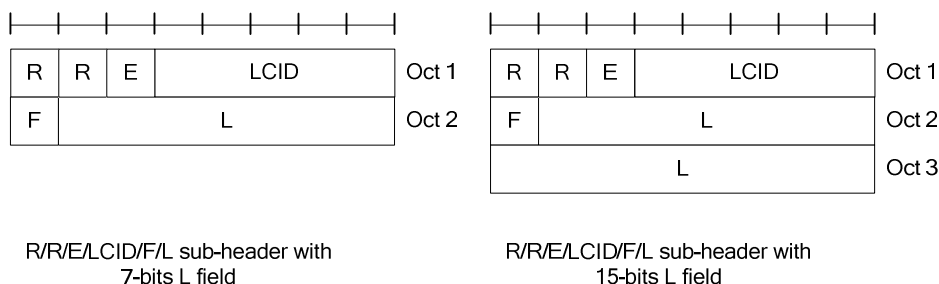 R R E LCID Oct 1
F L Oct 2
R/R/E/LCID/F/L sub-header with
7-bits L field
R R E LCID Oct 1
F L Oct 2
L Oct 3
R/R/E/LCID/F/L sub-header with
15-bits L field